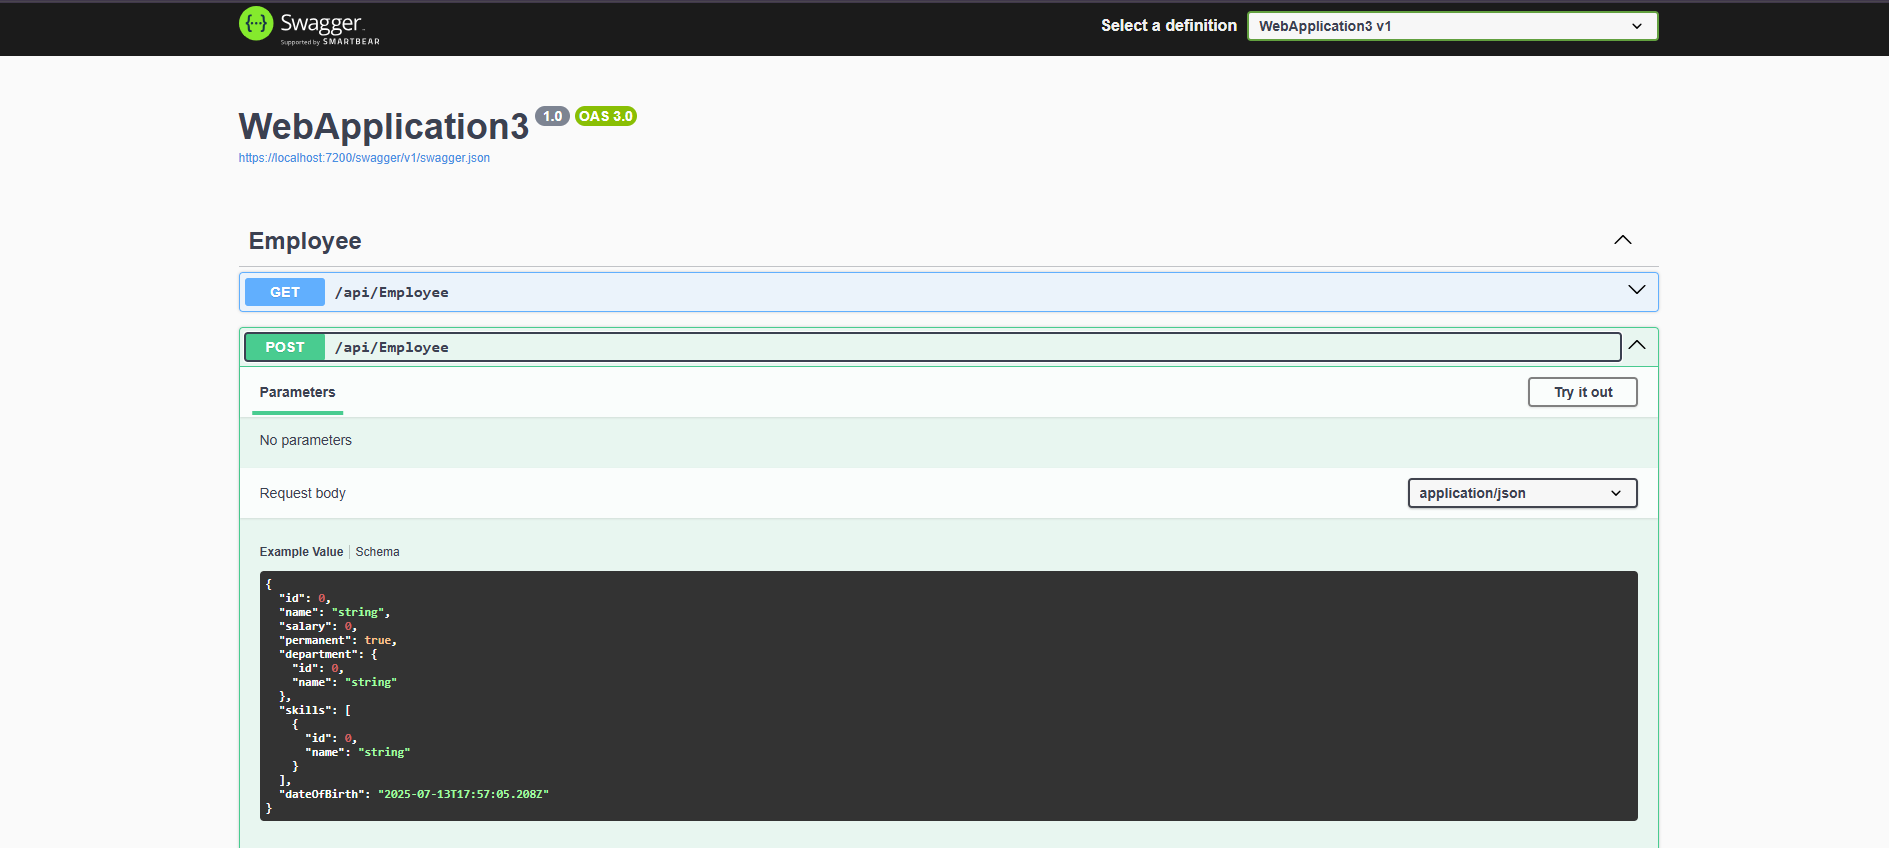 Swagger
Supported by SMARTBEAR
Select a definition
WebApplication3 v1
WebApplication3 1.0 OAS 3.0
https://localhost:7200/swagger/v1/swagger.json
Employee
GET /api/Employee
POST /api/Employee
Parameters
Try it out
No parameters
Request body
application/json
Example Value | Schema
{
  "id": 0,
  "name": "string",
  "salary": 0,
  "permanent": true,
  "department": {
    "id": 0,
    "name": "string"
  },
  "skills": [
    {
      "id": 0,
      "name": "string"
    }
  ],
  "dateOfBirth": "2025-07-13T17:57:05.208Z"
}